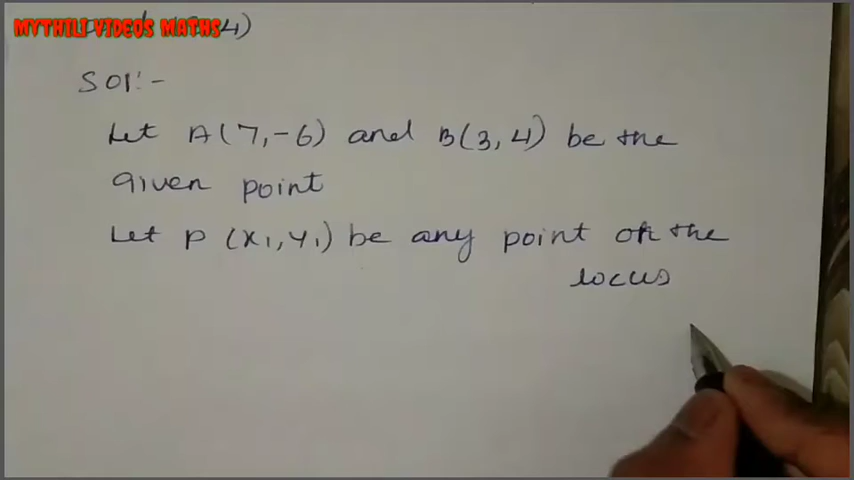 MYTHILI VIDEOS MATHS 4)
Sol:-
Let A(7,-6) and B(3,4) be the
Given point
Let P (x₁,y₁) be any point on the
locus